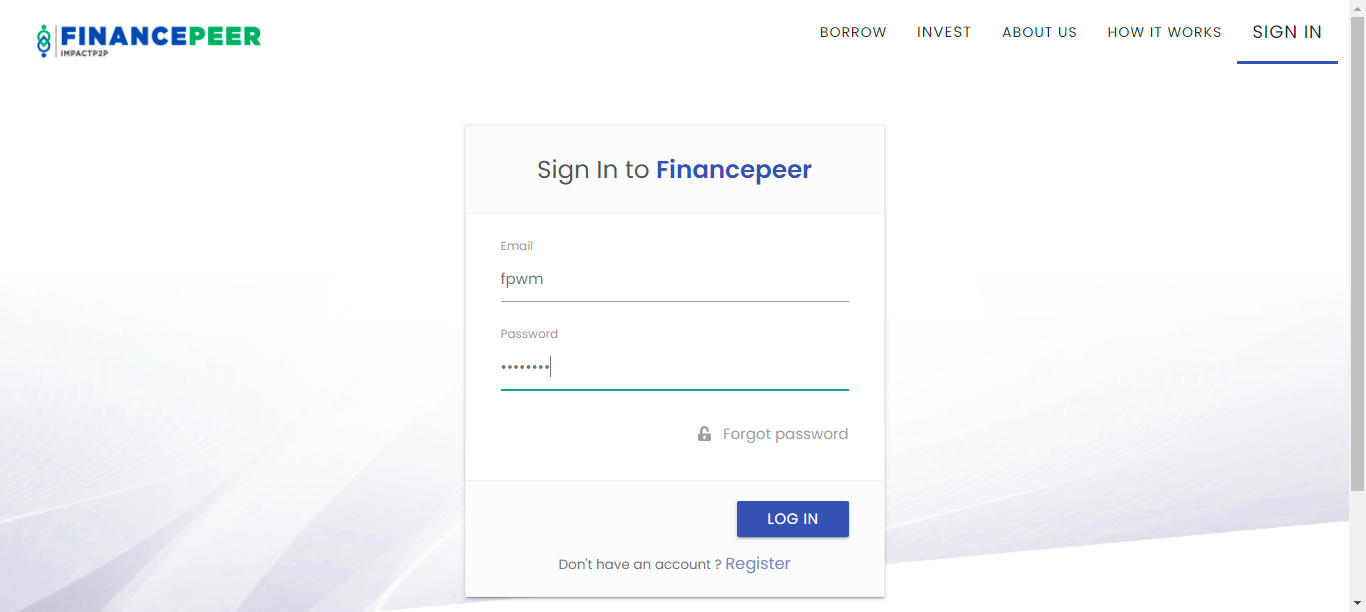 FINANCEPEER
IMPACTP2P
BORROW INVEST ABOUT US HOW IT WORKS SIGN IN
Sign In to Financepeer
Email
fpwm
Password
••••••••
Forgot password
LOG IN
Don't have an account ? Register